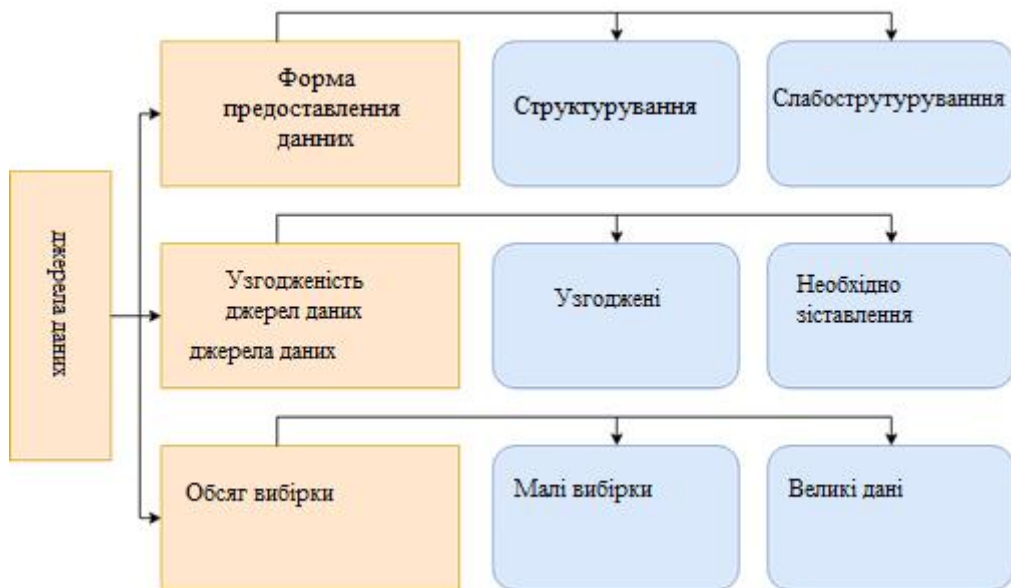 джерела даних
Форма
предоставлення
данних
Структурування
Слабострутуруванння
Узгодженість
джерел даних
джерела даних
Узгоджені
Необхідно
зіставлення
Обсяг вибірки
Малі вибірки
Великі дані